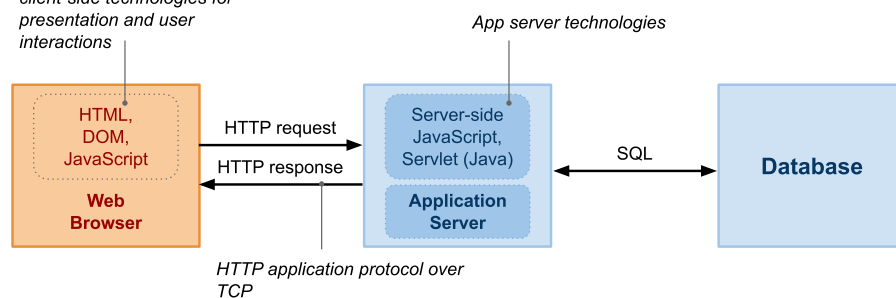 client-side technologies for
presentation and user
interactions
App server technologies
HTML,
DOM,
JavaScript
Web
Browser
HTTP request
HTTP response
Server-side
JavaScript,
Servlet (Java)
Application
Server
SQL
Database
HTTP application protocol over
TCP